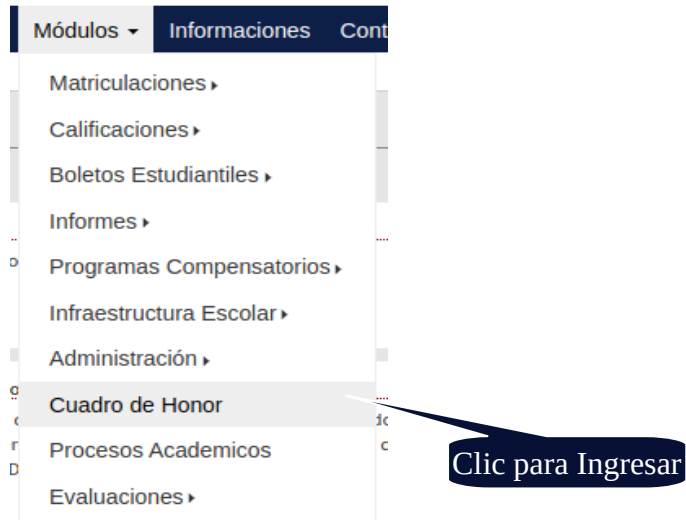 Módulos Informaciones Cont
Matriculaciones
Calificaciones
Boletos Estudiantiles
Informes
Programas Compensatorios
Infraestructura Escolar
Administración
Cuadro de Honor
Procesos Academicos
Evaluaciones
Clic para Ingresar